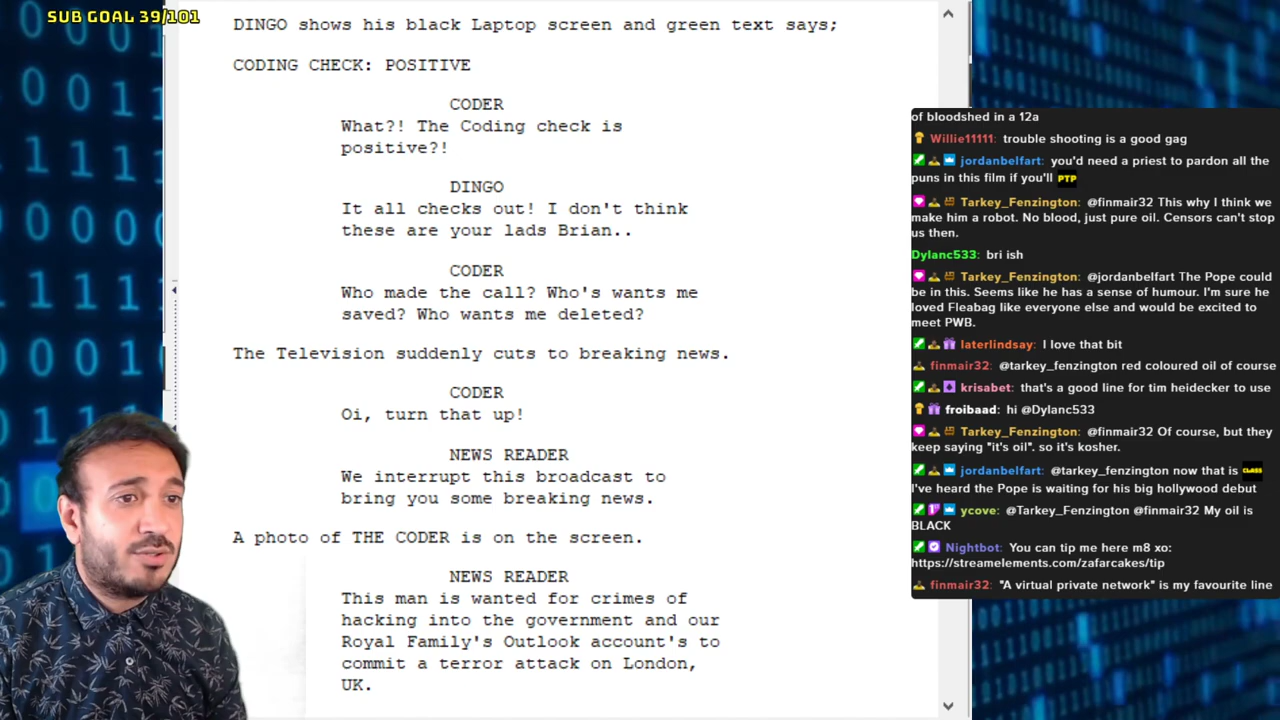 SUB GOAL 39/101
DINGO shows his black Laptop screen and green text says;
CODING CHECK: POSITIVE
CODER
What?! The Coding check is
positive?!
DINGO
It all checks out! I don't think
these are your lads Brian..
CODER
Who made the call? Who's wants me
saved? Who wants me deleted?
The Television suddenly cuts to breaking news.
CODER
Oi, turn that up!
NEWS READER
We interrupt this broadcast to
bring you some breaking news.
A photo of THE CODER is on the screen.
NEWS READER
This man is wanted for crimes of
hacking into the government and our
Royal Family's Outlook account's to
commit a terror attack on London,
UK.
of bloodshed in a 12a
Willie11111: trouble shooting is a good gag
jordanbelfart: you'd need a priest to pardon all the
puns in this film if you'll PTP
Tarkey_Fenzington: @finmair32 This why I think we
make him a robot. No blood, just pure oil. Censors can't stop
us then.
Dylanc533: bri ish
Tarkey_Fenzington: @jordanbelfart The Pope could
be in this. Seems like he has a sense of humour. I'm sure he
loved Fleabag like everyone else and would be excited to
meet PWB.
laterlindsay: I love that bit
finmair32: @tarkey_fenzington red coloured oil of course
krisabet: that's a good line for tim heidecker to use
froibaad: hi @Dylanc533
Tarkey_Fenzington: @finmair32 Of course, but they
keep saying "it's oil". so it's kosher.
jordanbelfart: @tarkey_fenzington now that is CLASS
I've heard the Pope is waiting for his big hollywood debut
ycove: @Tarkey_Fenzington @finmair32 My oil is
BLACK
Nightbot: You can tip me here m8 xo:
https://streamelements.com/zafarcakes/tip
finmair32: "A virtual private network" is my favourite line